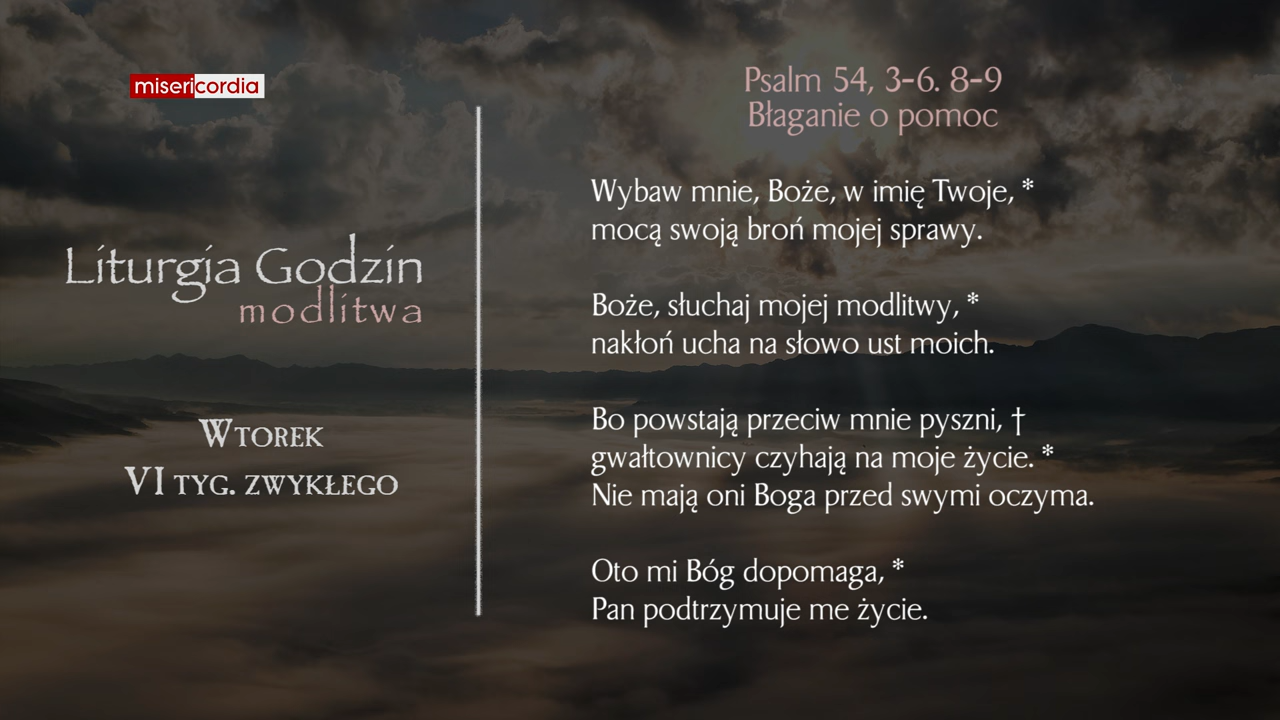 misericordia
Liturgia Godzin
modlitwa
Wtorek
VI tyg. zwykłego
Psalm 54, 3-6. 8-9
Błaganie o pomoc
Wybaw mnie, Boże, w imię Twoje, *
mocą swoją broń mojej sprawy.
Boże, słuchaj mojej modlitwy, *
nakłoń ucha na słowo ust moich.
Bo powstają przeciw mnie pyszni, †
gwałtownicy czyhają na moje życie. *
Nie mają oni Boga przed swymi oczyma.
Oto mi Bóg dopomaga, *
Pan podtrzymuje me życie.